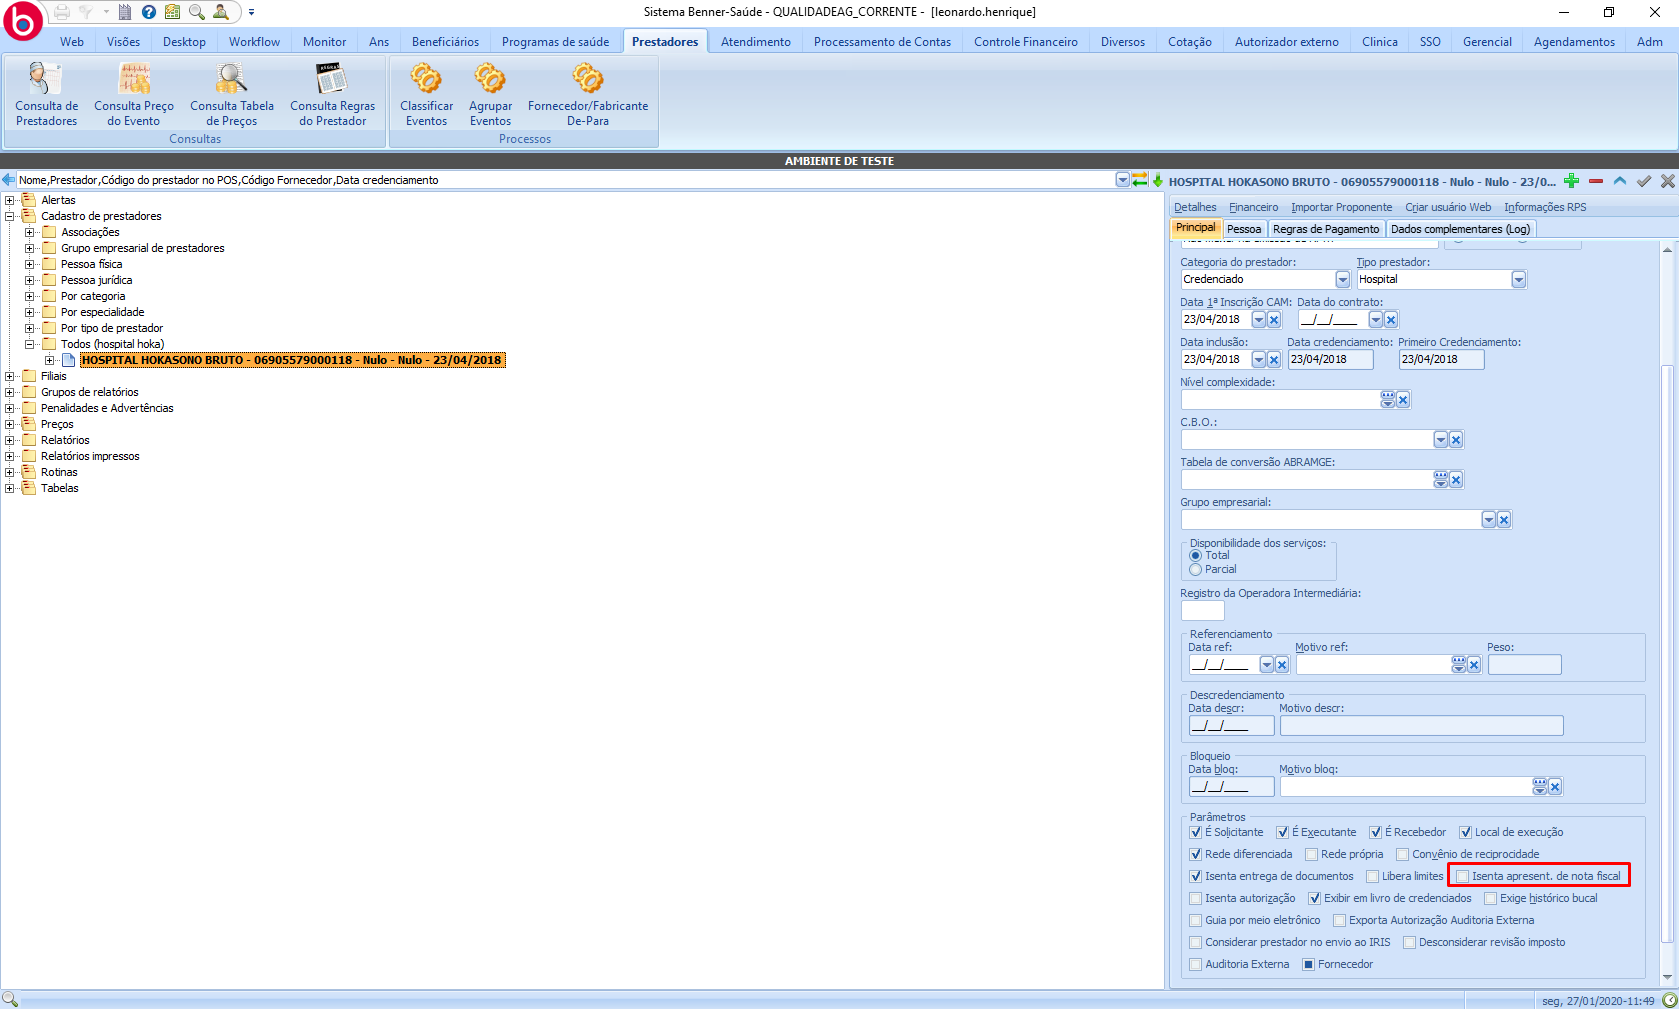 Sistema Benner-Saúde - QUALIDADEAG_CORRENTE - [leonardo.henrique]
Web Visões Desktop Workflow Monitor Ans Beneficiários Programas de saúde Prestadores Atendimento Processamento de Contas Controle Financeiro Diversos Cotação Autorizador externo Clinica SSO Gerencial Agendamentos Adm
Consulta de Prestadores
Consulta Preço do Evento
Consulta Tabela de Preços
Consulta Regras do Prestador
Classificar Eventos
Agrupar Eventos
Fornecedor/Fabricante De-Para
Consultas
Processos
AMBIENTE DE TESTE
Nome,Prestador,Código do prestador no POS,Código Fornecedor,Data credenciamento
Alertas
Cadastro de prestadores
Associações
Grupo empresarial de prestadores
Pessoa física
Pessoa jurídica
Por categoria
Por especialidade
Por tipo de prestador
Todos (hospital hoka)
HOSPITAL HOKASONO BRUTO - 06905579000118 - Nulo - Nulo - 23/04/2018
Filiais
Grupos de relatórios
Penalidades e Advertências
Preços
Relatórios
Relatórios impressos
Rotinas
Tabelas
HOSPITAL HOKASONO BRUTO - 06905579000118 - Nulo - Nulo - 23/0...
Detalhes Financeiro Importar Proponente Criar usuário Web Informações RPS
Principal Pessoa Regras de Pagamento Dados complementares (Log)
Categoria do prestador: Tipo prestador:
Credenciado Hospital
Data 1ª Inscrição CAM: Data do contrato:
23/04/2018 __/__/____
Data inclusão: Data credenciamento: Primeiro Credenciamento:
23/04/2018 23/04/2018 23/04/2018
Nível complexidade:
C.B.O.:
Tabela de conversão ABRAMGE:
Grupo empresarial:
Disponibilidade dos serviços:
Total
Parcial
Registro da Operadora Intermediária:
Referenciamento
Data ref: Motivo ref: Peso:
__/__/____
Descredenciamento
Data descr: Motivo descr:
__/__/____
Bloqueio
Data bloq: Motivo bloq:
__/__/____
Parâmetros
É Solicitante É Executante É Recebedor Local de execução
Rede diferenciada Rede própria Convênio de reciprocidade
Isenta entrega de documentos Libera limites Isenta apresent. de nota fiscal
Isenta autorização Exibir em livro de credenciados Exige histórico bucal
Guia por meio eletrônico Exporta Autorização Auditoria Externa
Considerar prestador no envio ao IRIS Desconsiderar revisão imposto
Auditoria Externa Fornecedor
seg, 27/01/2020-11:49